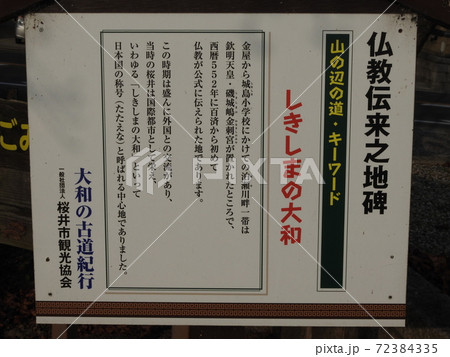 仏教伝来之地碑
山の辺の道・キーワード
しきしまの大和
金屋から城島小学校にかけての泊瀬川畔一帯は
欽明天皇・磯城嶋金刺宮が置かれたところで、
西暦552年に百済から初めて
仏教が公式に伝えられた地であります。
この時期は盛んに外国との交流があり、
当時の桜井は国際都市として栄え、
いわゆる「しきしまの大和」といって
日本国の称号(たたえな)と呼ばれる中心地でありました。
大和の古道紀行
一般社団法人 桜井市観光協会
ごみ
PIXTA
72384335